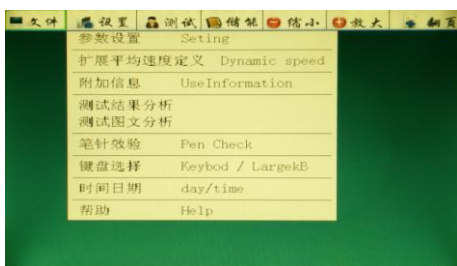 文件 设置 测试 储能 缩小 放大 翻页
参数设置 Seting
扩展平均速度定义 Dynamic speed
附加信息 UseInformation
测试结果分析
测试图文分析
笔针效验 Pen Check
键盘选择 Keybod / LargekB
时间日期 day/time
帮助 Help